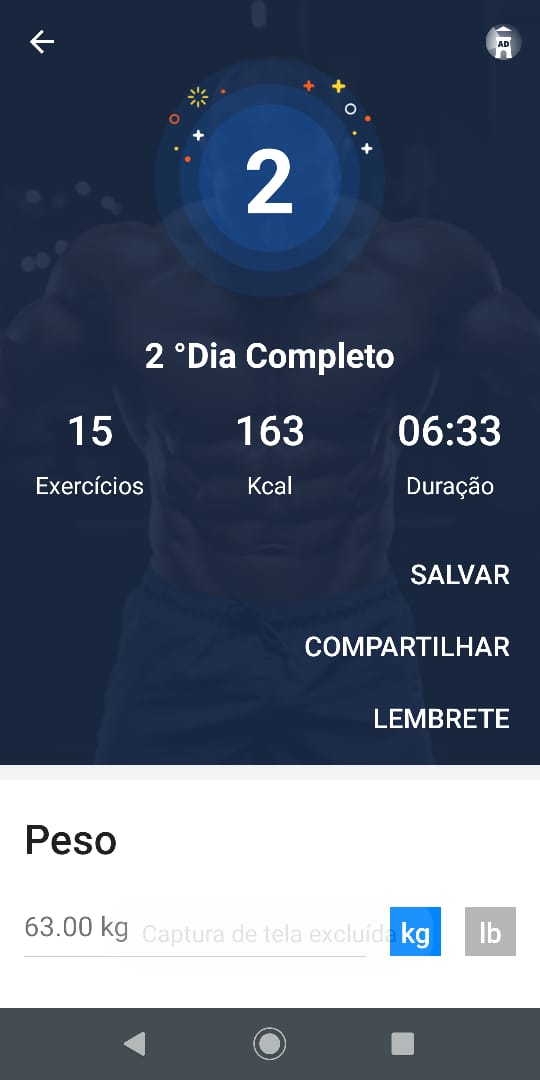 AD
2
2 °Dia Completo
15 163 06:33
Exercícios Kcal Duração
SALVAR
COMPARTILHAR
LEMBRETE
Peso
63.00 kg Captura de tela excluída kg lb